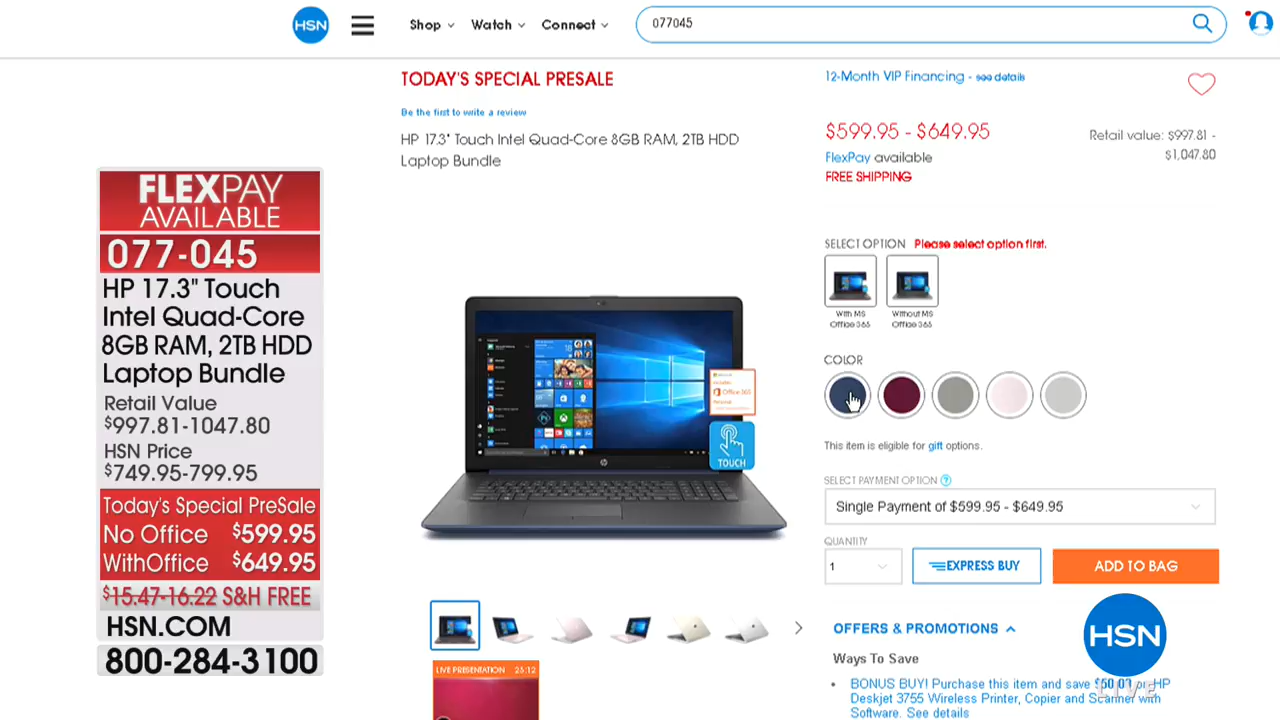 HSN
Shop
Watch
Connect
077045
TODAY'S SPECIAL PRESALE
Be the first to write a review
HP 17.3" Touch Intel Quad-Core 8GB RAM, 2TB HDD
Laptop Bundle
12-Month VIP Financing - see details
$599.95 - $649.95
Retail value: $997.81 -
$1,047.80
FlexPay available
FREE SHIPPING
FLEXPAY
AVAILABLE
077-045
HP 17.3" Touch
Intel Quad-Core
8GB RAM, 2TB HDD
Laptop Bundle
Retail Value
$997.81-1047.80
HSN Price
$749.95-799.95
Today's Special PreSale
No Office $599.95
WithOffice $649.95
$15.47-16.22 S&H FREE
HSN.COM
800-284-3100
Office 365
TOUCH
LIVE PRESENTATION 25:12
SELECT OPTION Please select option first.
With MS
Office 365
Without MS
Office 365
COLOR
This item is eligible for gift options.
SELECT PAYMENT OPTION ?
Single Payment of $599.95 - $649.95
QUANTITY
1
EXPRESS BUY
ADD TO BAG
OFFERS & PROMOTIONS
Ways To Save
• BONUS BUY! Purchase this item and save $50.00 on HP
Deskjet 3755 Wireless Printer, Copier and Scanner with
Software. See details
HSN
LIVE